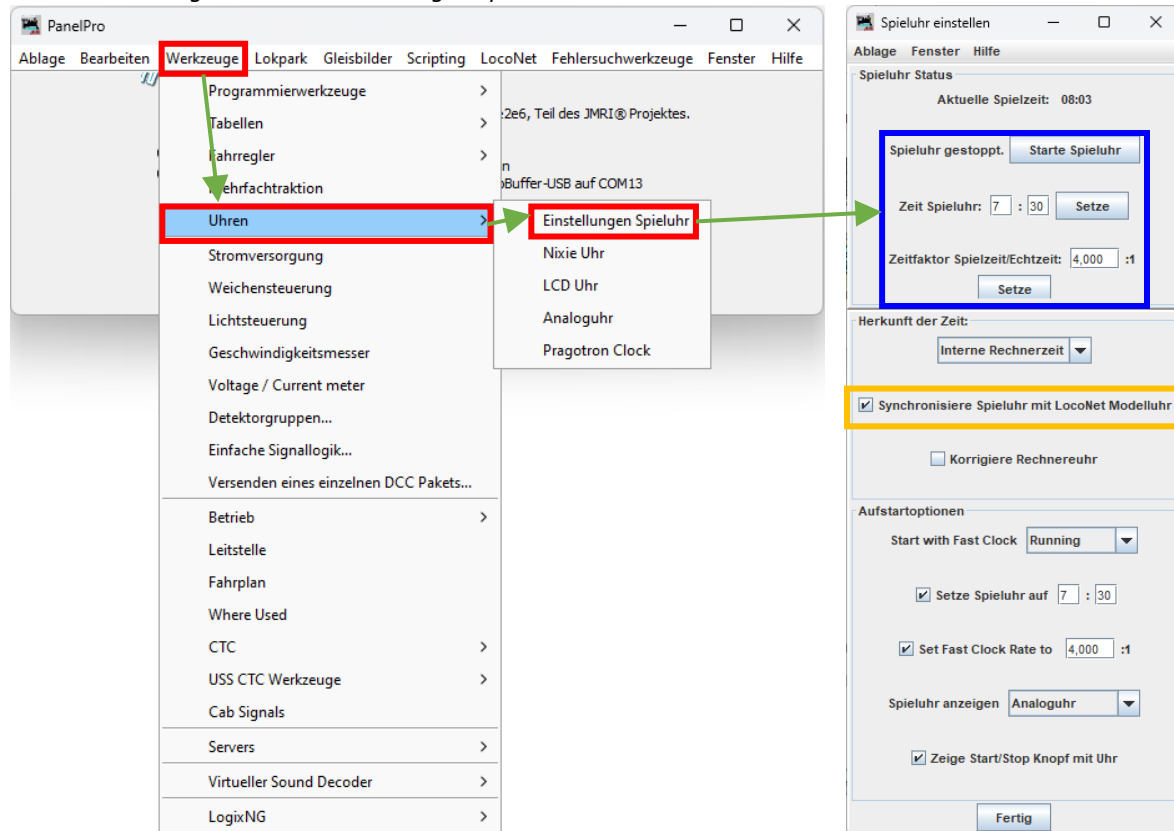 PanelPro
Ablage Bearbeiten Werkzeuge Lokpark Gleisbilder Scripting LocoNet Fehlersuchwerkzeuge Fenster Hilfe
Programmierwerkzeuge
Tabellen
Fahrregler
Mehrfachtraktion
Uhren
Stromversorgung
Weichensteuerung
Lichtsteuerung
Geschwindigkeitsmesser
Voltage / Current meter
Detektorgruppen...
Einfache Signallogik...
Versenden eines einzelnen DCC Pakets...
Betrieb
Leitstelle
Fahrplan
Where Used
CTC
USS CTC Werkzeuge
Cab Signals
Servers
Virtueller Sound Decoder
LogixNG
2e6, Teil des JMRI® Projektes.
n
Buffer-USB auf COM13
Einstellungen Spieluhr
Nixie Uhr
LCD Uhr
Analoguhr
Pragotron Clock
Spieluhr einstellen
Ablage Fenster Hilfe
Spieluhr Status
Aktuelle Spielzeit: 08:03
Spieluhr gestoppt. Starte Spieluhr
Zeit Spieluhr: 7 : 30 Setze
Zeitfaktor Spielzeit/Echtzeit: 4,000 :1
Setze
Herkunft der Zeit:
Interne Rechnerzeit
Synchronisiere Spieluhr mit LocoNet Modelluhr
Korrigiere Rechnereuhr
Aufstartoptionen
Start with Fast Clock Running
Setze Spieluhr auf 7 : 30
Set Fast Clock Rate to 4,000 :1
Spieluhr anzeigen Analoguhr
Zeige Start/Stop Knopf mit Uhr
Fertig